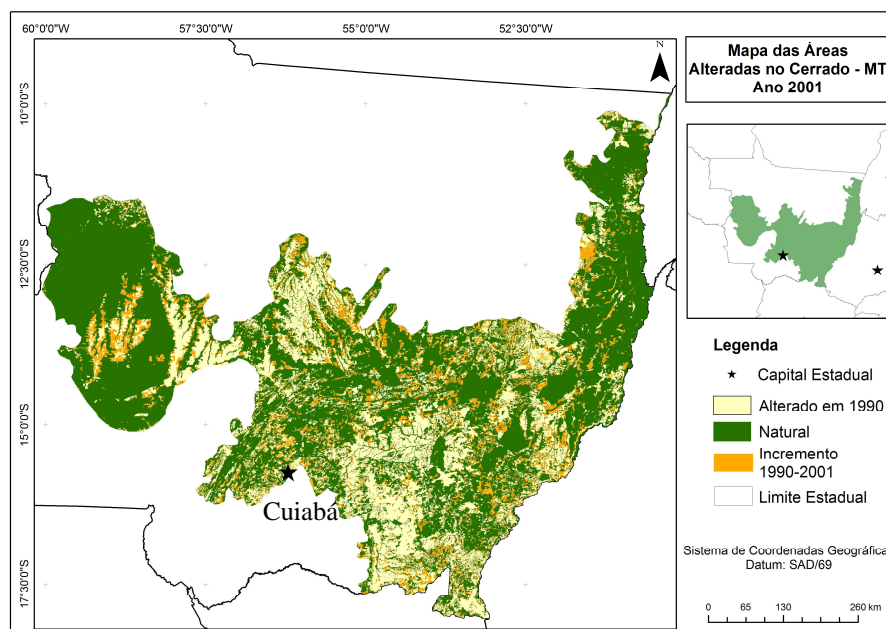 60°0'0"W
57°30'0"W
55°0'0"W
52°30'0"W
10°0'0"S
12°30'0"S
15°0'0"S
17°30'0"S
N
Cuiabá
Mapa das Áreas
Alteradas no Cerrado - MT
Ano 2001
Legenda
Capital Estadual
Alterado em 1990
Natural
Incremento
1990-2001
Limite Estadual
Sistema de Coordenadas Geográfica
Datum: SAD/69
0 65 130 260 km